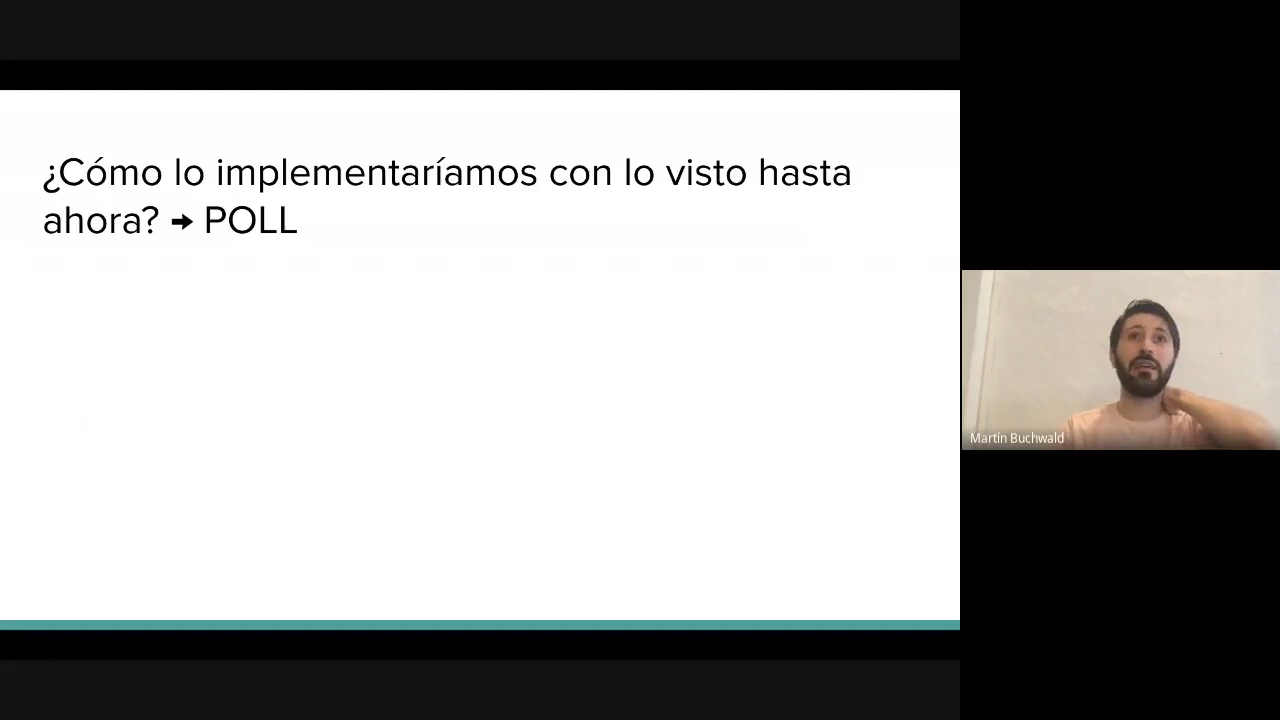 ¿Cómo lo implementaríamos con lo visto hasta
ahora? → POLL
Martín Buchwald